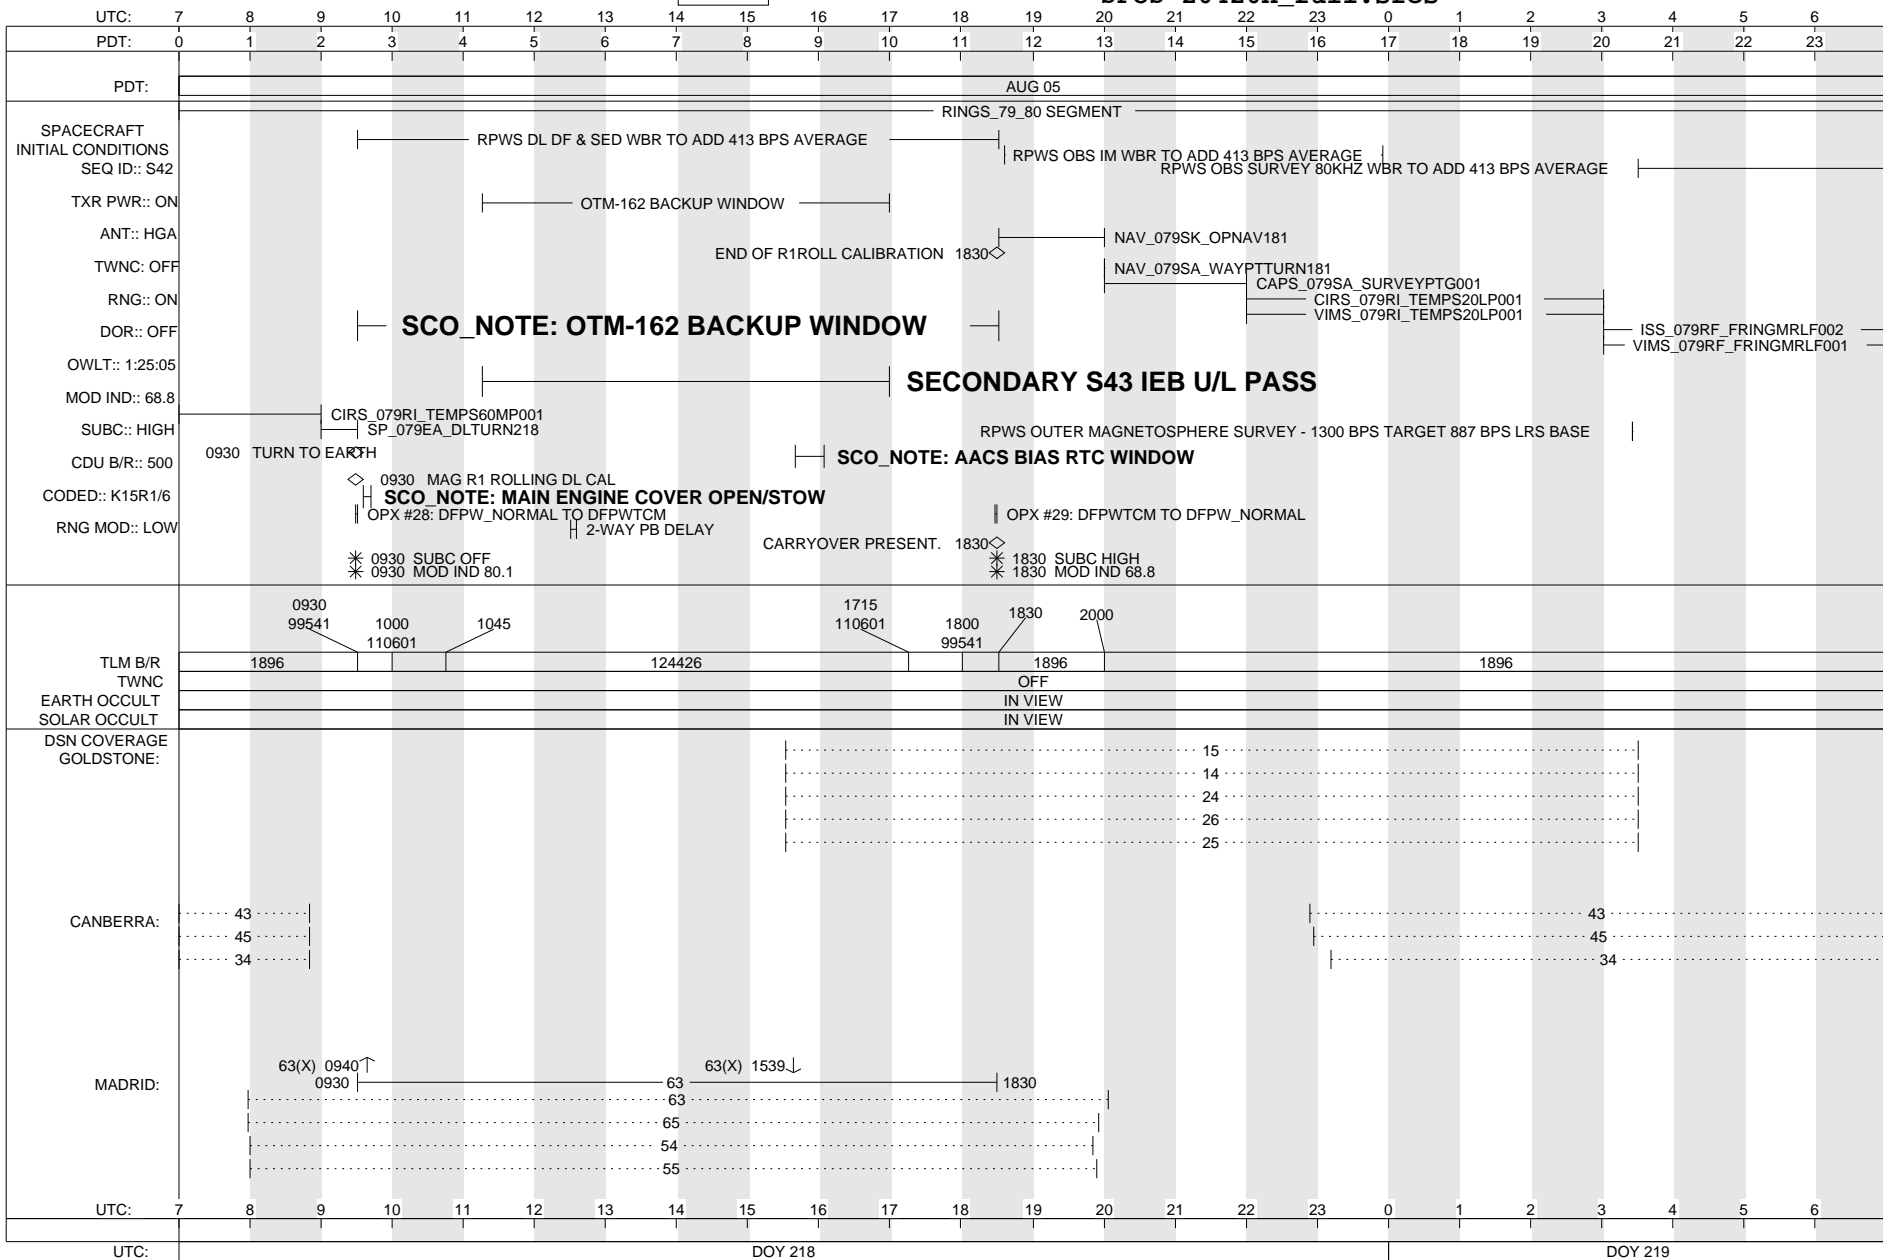 UTC: 7 8 9 10 11 12 13 14 15 16 17 18 19 20 21 22 23 0 1 2 3 4 5 6
PDT: 0 1 2 3 4 5 6 7 8 9 10 11 12 13 14 15 16 17 18 19 20 21 22 23
PDT: AUG 05
RINGS_79_80 SEGMENT
SPACECRAFT
INITIAL CONDITIONS
SEQ ID:: S42
TXR PWR:: ON
ANT:: HGA
TWNC: OFF
RNG:: ON
DOR:: OFF
OWLT:: 1:25:05
MOD IND:: 68.8
SUBC:: HIGH
CDU B/R:: 500
CODED:: K15R1/6
RNG MOD:: LOW
RPWS DL DF & SED WBR TO ADD 413 BPS AVERAGE
RPWS OBS IM WBR TO ADD 413 BPS AVERAGE
RPWS OBS SURVEY 80KHZ WBR TO ADD 413 BPS AVERAGE
OTM-162 BACKUP WINDOW
NAV_079SK_OPNAV181
END OF R1ROLL CALIBRATION 1830
NAV_079SA_WAYPTTURN181
CAPS_079SA_SURVEYPTG001
CIRS_079RI_TEMPS20LP001
VIMS_079RI_TEMPS20LP001
SCO_NOTE: OTM-162 BACKUP WINDOW
ISS_079RF_FRINGMRLF002
VIMS_079RF_FRINGMRLF001
SECONDARY S43 IEB U/L PASS
CIRS_079RI_TEMPS60MP001
SP_079EA_DLTURN218
RPWS OUTER MAGNETOSPHERE SURVEY - 1300 BPS TARGET 887 BPS LRS BASE
0930 TURN TO EARTH
SCO_NOTE: AACS BIAS RTC WINDOW
0930 MAG R1 ROLLING DL CAL
SCO_NOTE: MAIN ENGINE COVER OPEN/STOW
OPX #28: DFPW_NORMAL TO DFPWTCM
OPX #29: DFPWTCM TO DFPW_NORMAL
2-WAY PB DELAY
CARRYOVER PRESENT. 1830
0930 SUBC OFF
1830 SUBC HIGH
0930 MOD IND 80.1
1830 MOD IND 68.8
0930 1715
99541 1000 1045 110601 1800 1830 2000
110601 99541
TLM B/R 1896 124426 1896 1896
TWNC OFF
EARTH OCCULT IN VIEW
SOLAR OCCULT IN VIEW
DSN COVERAGE
GOLDSTONE:
15
14
24
26
25
CANBERRA:
43 43
45 45
34 34
MADRID:
63(X) 0940 63(X) 1539
0930 63 1830
63
65
54
55
UTC: 7 8 9 10 11 12 13 14 15 16 17 18 19 20 21 22 23 0 1 2 3 4 5 6
UTC: DOY 218 DOY 219